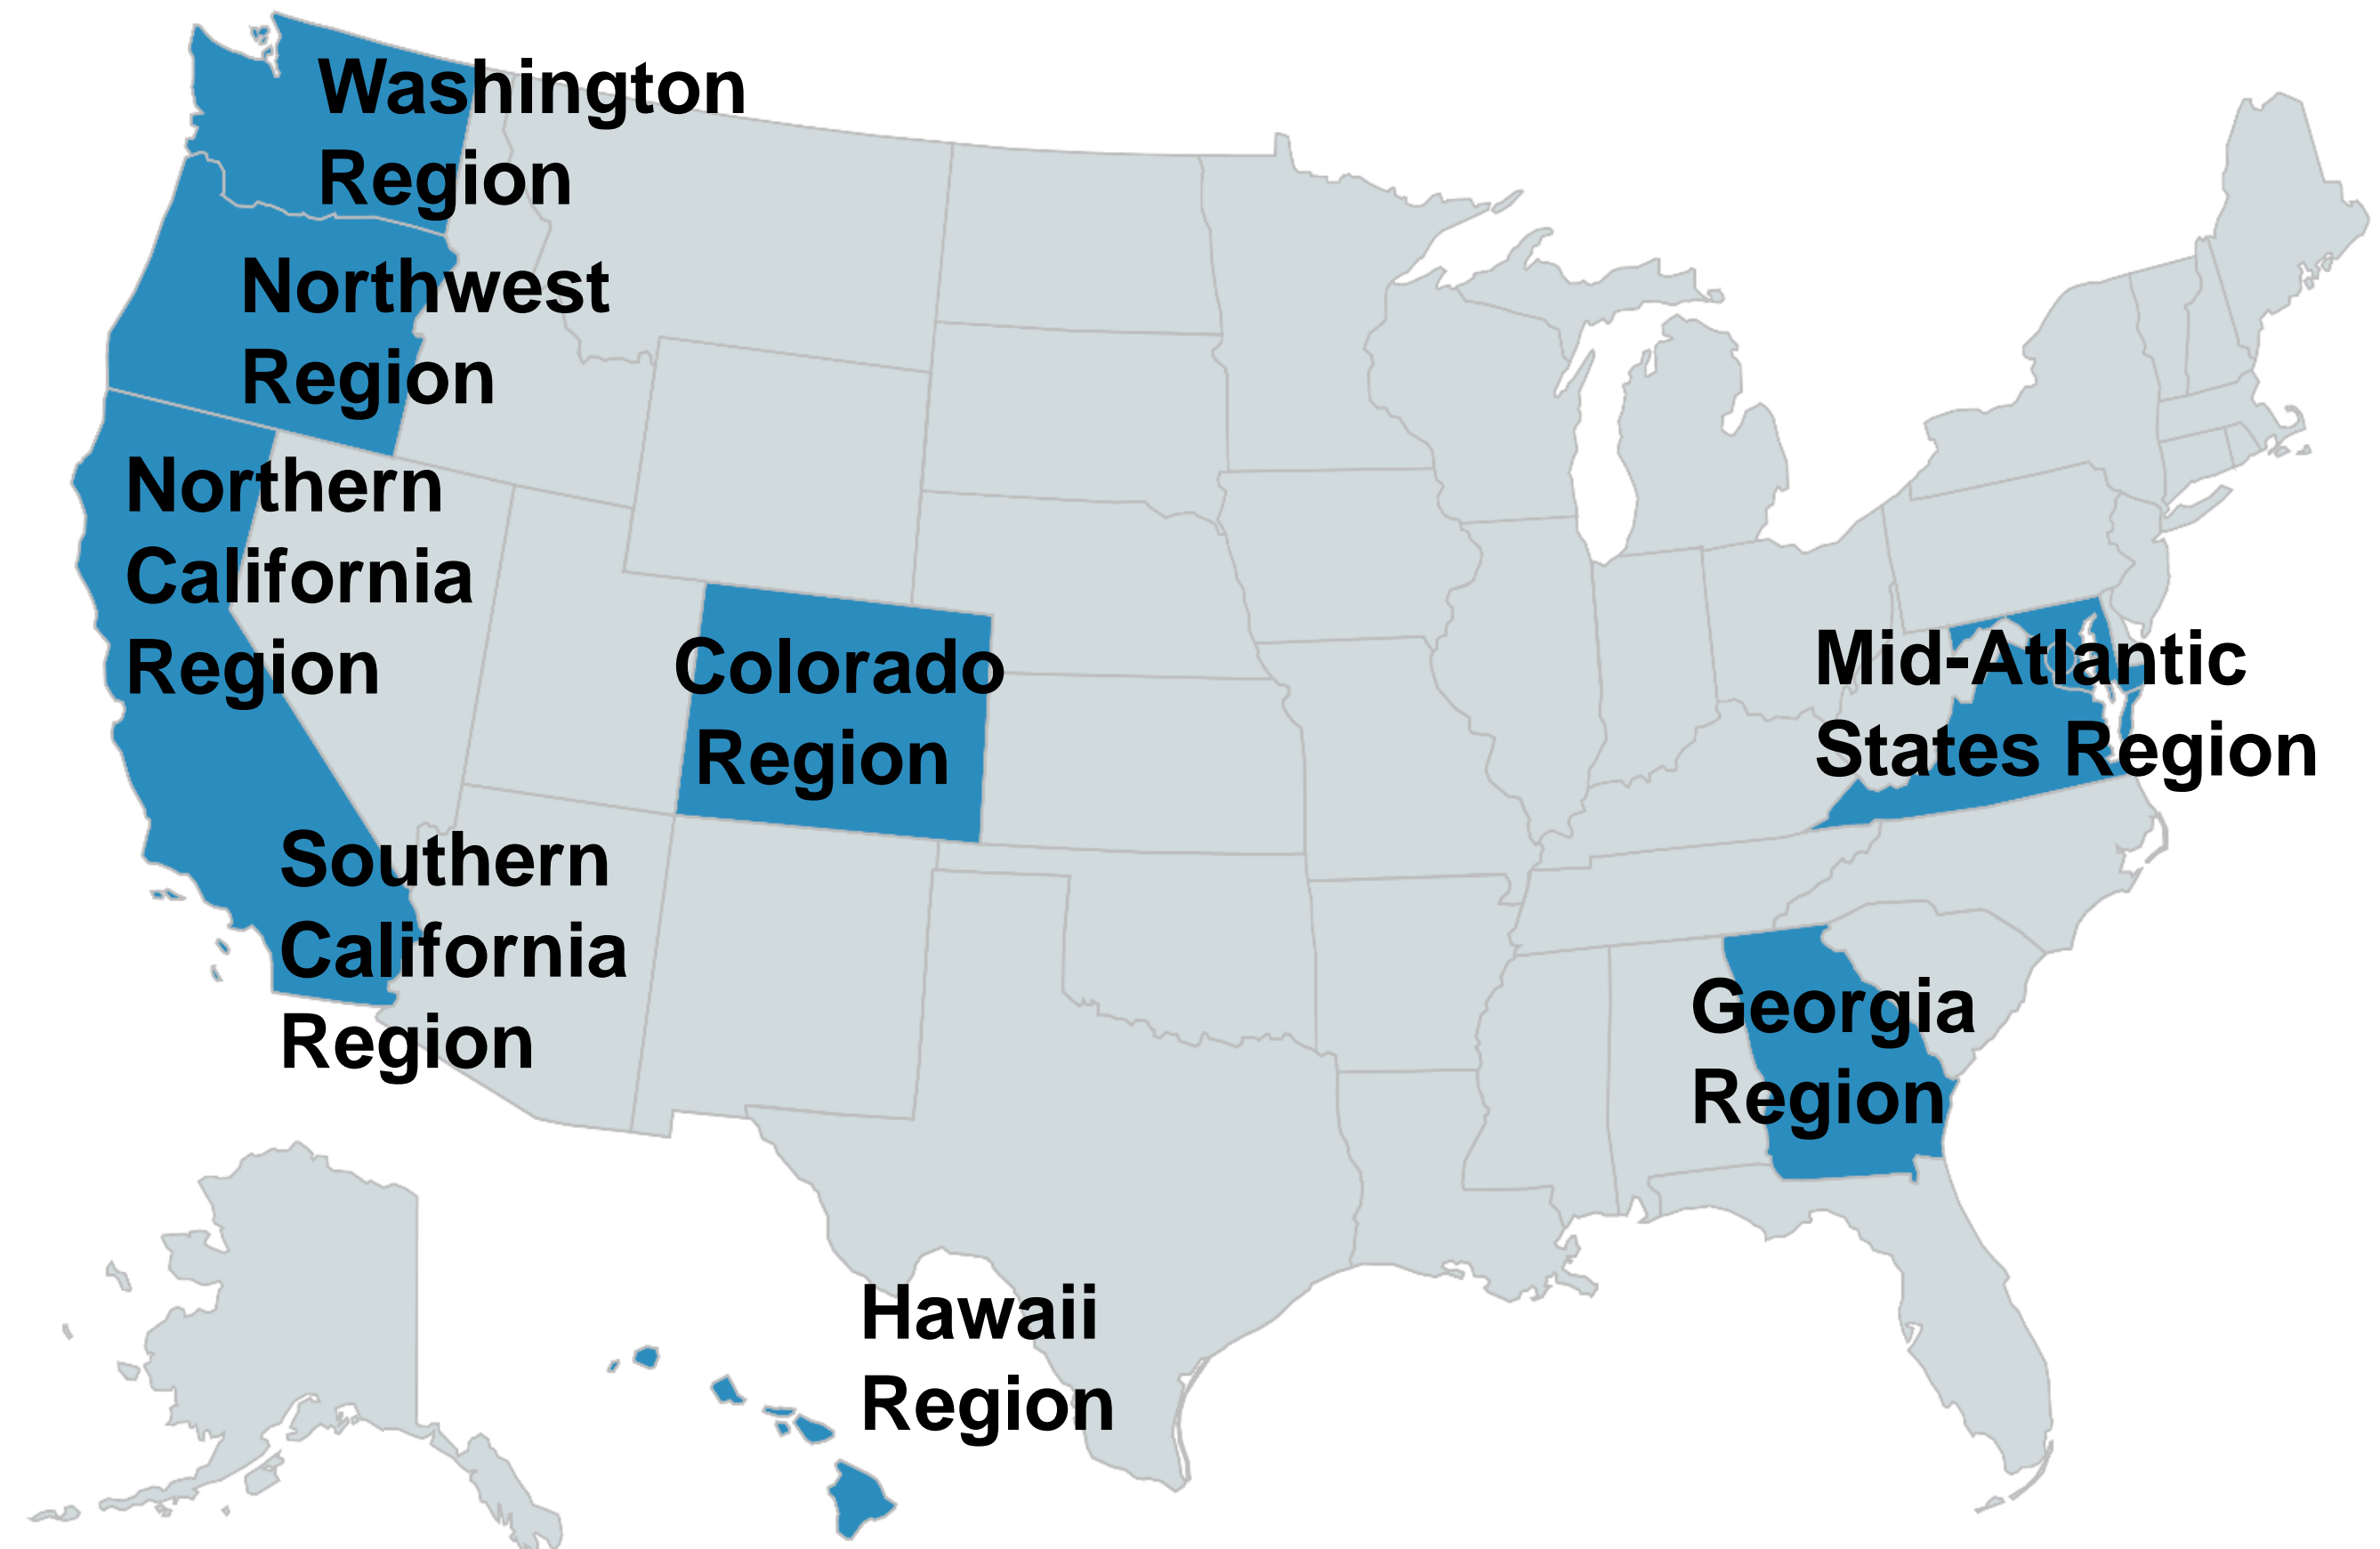 Washington
Region
Northwest
Region
Northern
California
Region
Colorado
Region
Mid-Atlantic
States Region
Southern
California
Region
Georgia
Region
Hawaii
Region